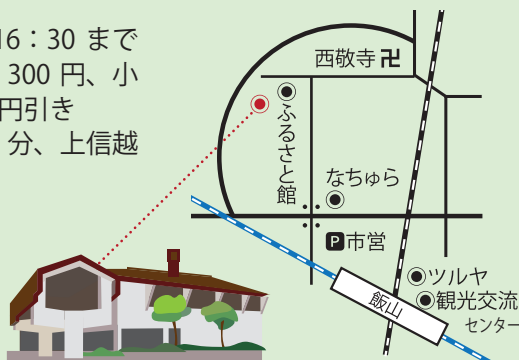 16：30 まで
300 円、小
円引き
分、上信越
西敬寺卍
ふるさと館
なちゅら
P市営
飯山
ツルヤ
観光交流
センター